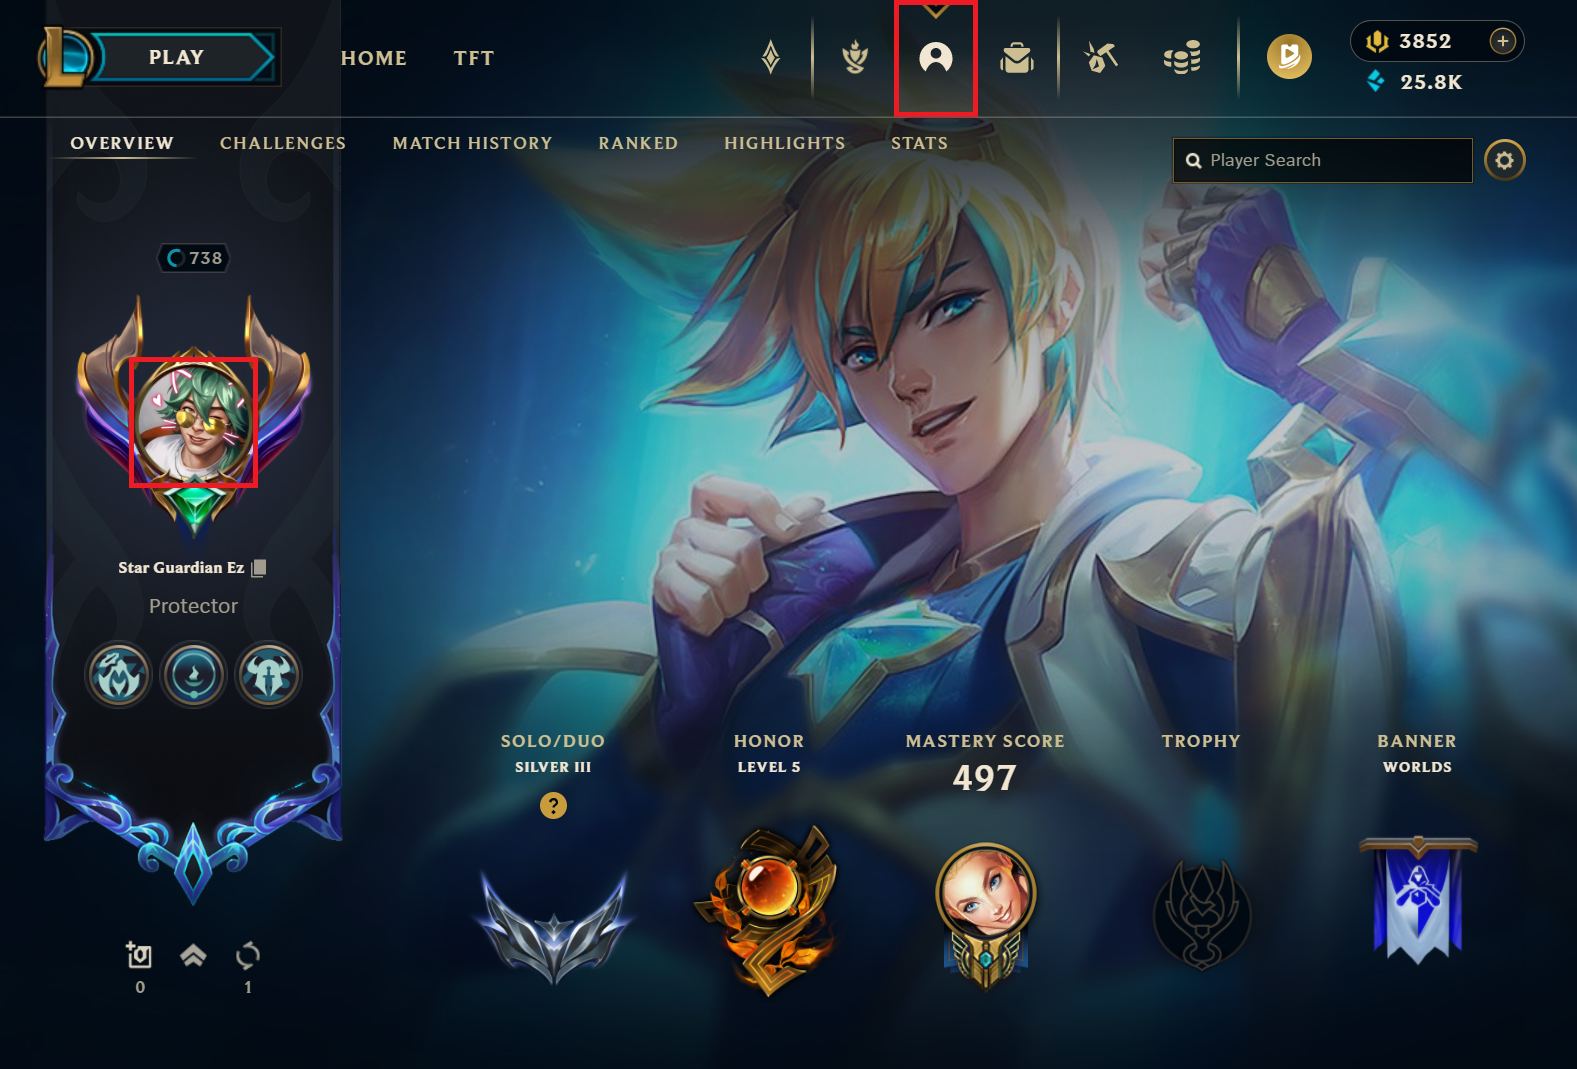 PLAY
HOME
TFT
3852
25.8K
OVERVIEW
CHALLENGES
MATCH HISTORY
RANKED
HIGHLIGHTS
STATS
Player Search
738
Star Guardian Ez
Protector
SOLO/DUO
SILVER III
?
HONOR
LEVEL 5
MASTERY SCORE
497
TROPHY
BANNER
WORLDS
0
1